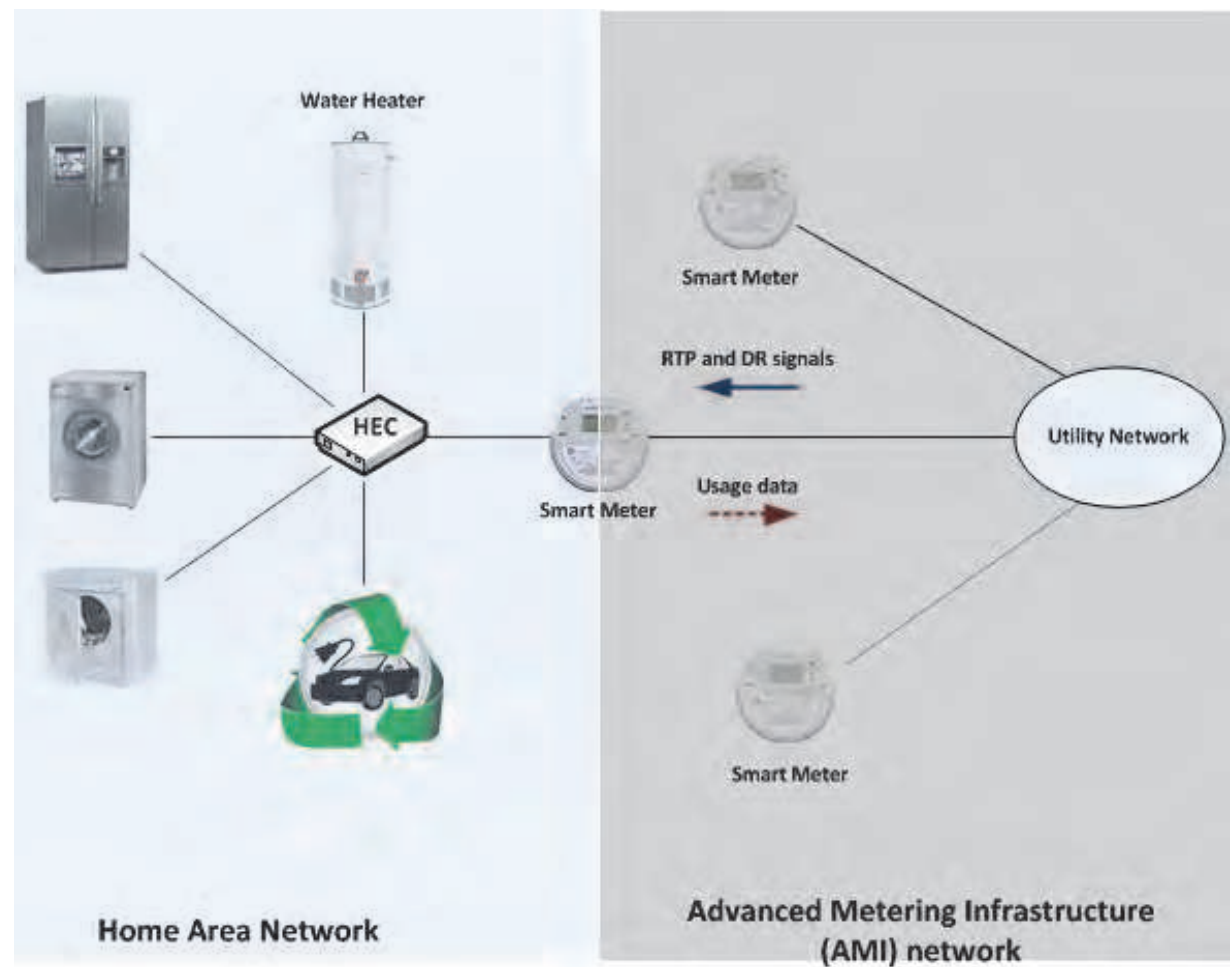 Water Heater
Smart Meter
RTP and DR signals
HEC
Utility Network
Usage data
Smart Meter
Smart Meter
Home Area Network
Advanced Metering Infrastructure
(AMI) network